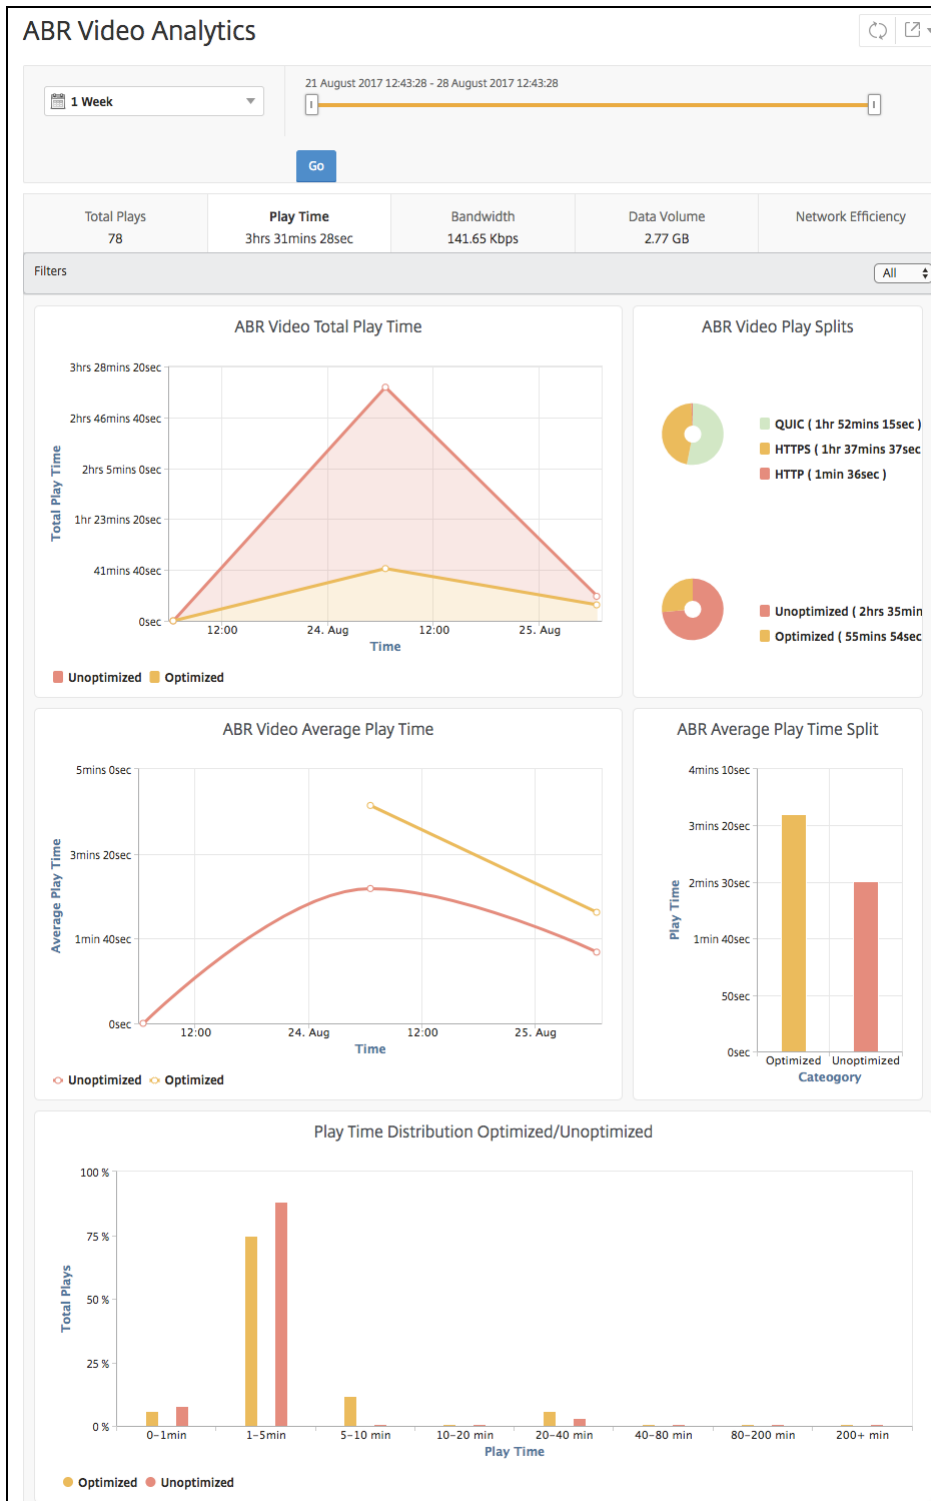 ABR Video Analytics
21 August 2017 12:43:28 - 28 August 2017 12:43:28
1 Week
Go
Total Plays
78
Play Time
3hrs 31mins 28sec
Bandwidth
141.65 Kbps
Data Volume
2.77 GB
Network Efficiency
Filters
All
ABR Video Total Play Time
3hrs 28mins 20sec
2hrs 46mins 40sec
2hrs 5mins 0sec
1hr 23mins 20sec
41mins 40sec
0sec
Total Play Time
12:00
24. Aug
12:00
25. Aug
Time
Unoptimized
Optimized
ABR Video Play Splits
QUIC ( 1hr 52mins 15sec )
HTTPS ( 1hr 37mins 37sec
HTTP ( 1min 36sec )
Unoptimized ( 2hrs 35min
Optimized ( 55mins 54sec
ABR Video Average Play Time
5mins 0sec
3mins 20sec
1min 40sec
0sec
Average Play Time
12:00
24. Aug
12:00
25. Aug
Time
Unoptimized
Optimized
ABR Average Play Time Split
4mins 10sec
3mins 20sec
2mins 30sec
1min 40sec
50sec
0sec
Play Time
Optimized
Unoptimized
Cateogory
Play Time Distribution Optimized/Unoptimized
100 %
75 %
50 %
25 %
0 %
Total Plays
0-1min
1-5min
5-10 min
10-20 min
20-40 min
40-80 min
80-200 min
200+ min
Play Time
Optimized
Unoptimized